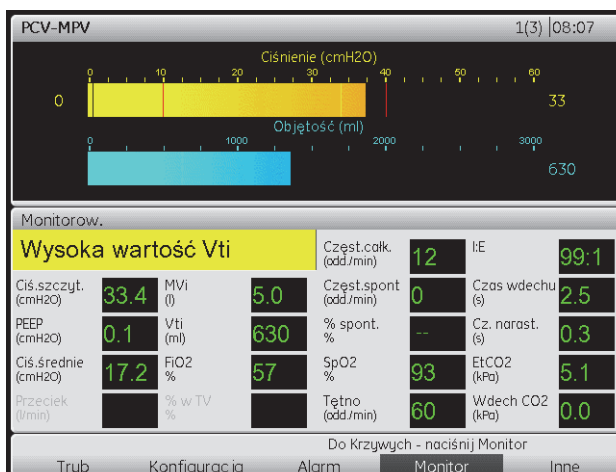 PCV-MPV 1(3) |08:07
Ciśnienie (cmH2O)
0 10 20 30 40 50 60
0 33
Objętość (ml)
0 1000 2000 3000
630
Monitorow.
Wysoka wartość Vti
Częst.całk. (odd./min) 12 I:E 99:1
Ciś.szczyt. (cmH2O) 33.4 MVi (l) 5.0 Częst.spont (odd./min) 0 Czas wdechu (s) 2.5
PEEP (cmH2O) 0.1 Vti (ml) 630 % spont. % -- Cz. narast. (s) 0.3
Ciś.średnie (cmH2O) 17.2 FiO2 % 57 SpO2 % 93 EtCO2 (kPa) 5.1
Przeciek (l/min) % w TV % Tętno (odd./min) 60 Wdech CO2 (kPa) 0.0
Do Krzywych - naciśnij Monitor
Tryb Konfiguracja Alarm Monitor Inne